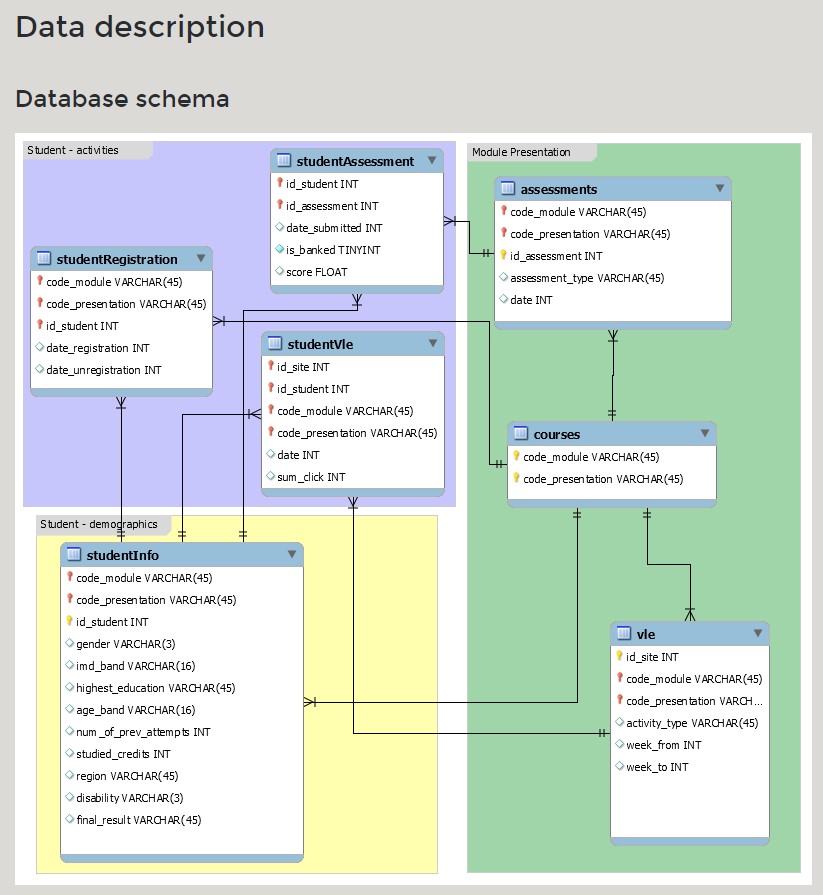 Data description
Database schema
Student - activities
studentAssessment
id_student INT
id_assessment INT
date_submitted INT
is_banked TINYINT
score FLOAT
studentRegistration
code_module VARCHAR(45)
code_presentation VARCHAR(45)
id_student INT
date_registration INT
date_unregistration INT
studentVle
id_site INT
id_student INT
code_module VARCHAR(45)
code_presentation VARCHAR(45)
date INT
sum_click INT
Module Presentation
assessments
code_module VARCHAR(45)
code_presentation VARCHAR(45)
id_assessment INT
assessment_type VARCHAR(45)
date INT
courses
code_module VARCHAR(45)
code_presentation VARCHAR(45)
vle
id_site INT
code_module VARCHAR(45)
code_presentation VARCH...
activity_type VARCHAR(45)
week_from INT
week_to INT
Student - demographics
studentInfo
code_module VARCHAR(45)
code_presentation VARCHAR(45)
id_student INT
gender VARCHAR(3)
imd_band VARCHAR(16)
highest_education VARCHAR(45)
age_band VARCHAR(16)
num_of_prev_attempts INT
studied_credits INT
region VARCHAR(45)
disability VARCHAR(3)
final_result VARCHAR(45)